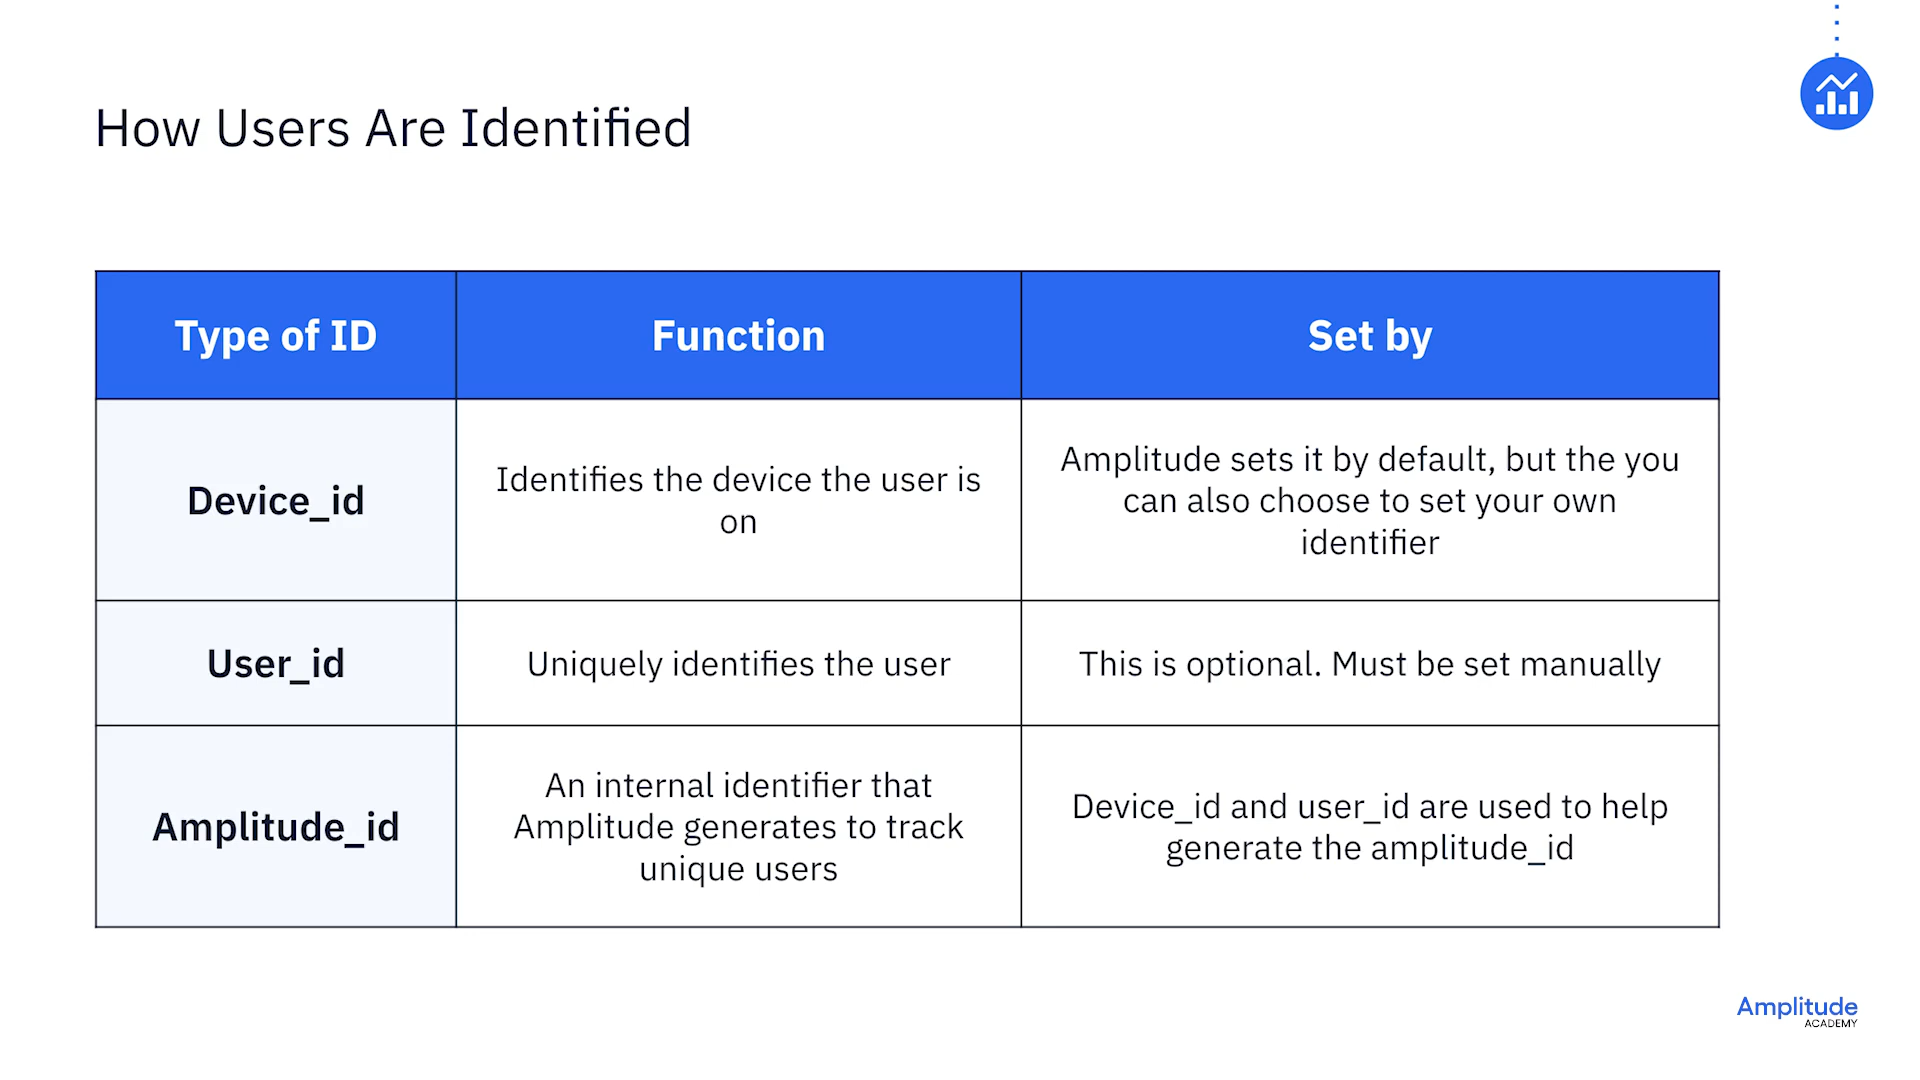 How Users Are Identified
Type of ID
Function
Set by
Device_id
Identifies the device the user is
on
Amplitude sets it by default, but the you
can also choose to set your own
identifier
User_id
Uniquely identifies the user
This is optional. Must be set manually
Amplitude_id
An internal identifier that
Amplitude generates to track
unique users
Device_id and user_id are used to help
generate the amplitude_id
Amplitude
ACADEMY